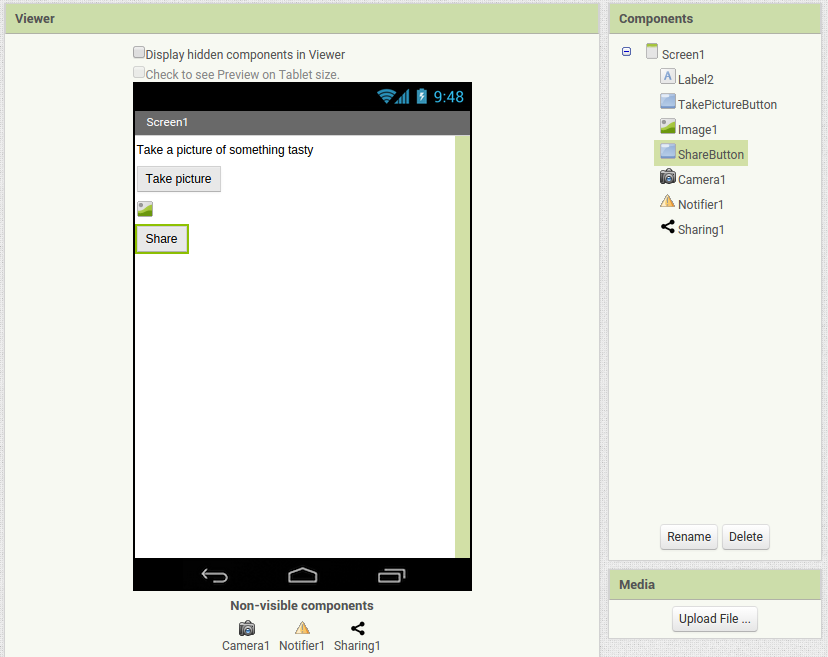 Viewer
Display hidden components in Viewer
Check to see Preview on Tablet size.
9:48
Screen1
Take a picture of something tasty
Take picture
Share
Non-visible components
Camera1 Notifier1 Sharing1
Components
Screen1
A Label2
TakePictureButton
Image1
ShareButton
Camera1
Notifier1
Sharing1
Rename Delete
Media
Upload File ...